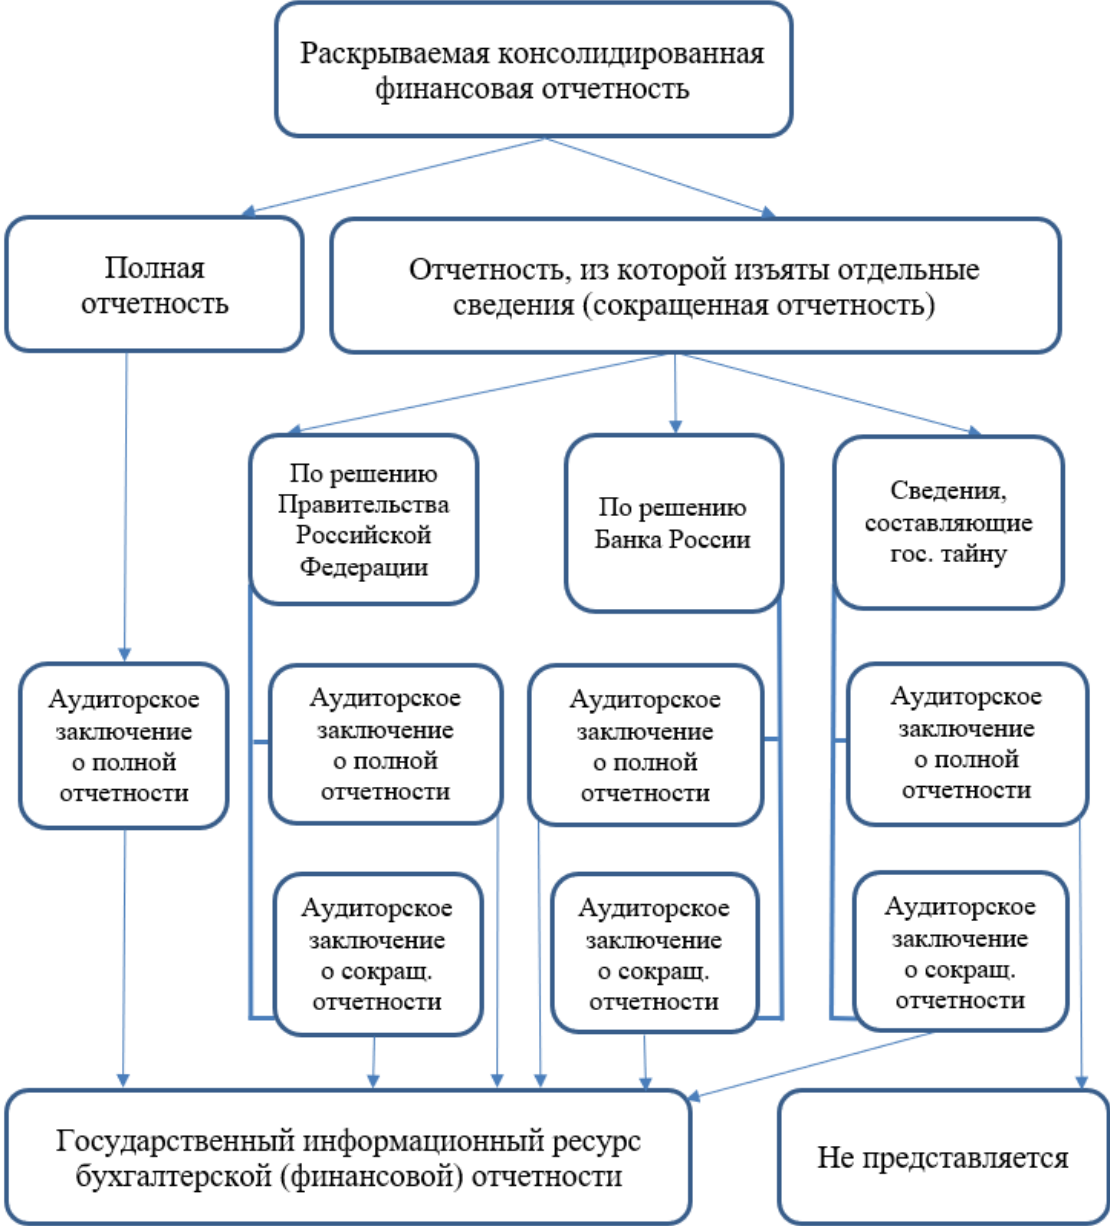 Раскрываемая консолидированная
финансовая отчетность
Полная
отчетность
Отчетность, из которой изъяты отдельные
сведения (сокращенная отчетность)
По решению
Правительства
Российской
Федерации
По решению
Банка России
Сведения,
составляющие
гос. тайну
Аудиторское
заключение
о полной
отчетности
Аудиторское
заключение
о полной
отчетности
Аудиторское
заключение
о полной
отчетности
Аудиторское
заключение
о полной
отчетности
Аудиторское
заключение
о сокращ.
отчетности
Аудиторское
заключение
о сокращ.
отчетности
Аудиторское
заключение
о сокращ.
отчетности
Государственный информационный ресурс
бухгалтерской (финансовой) отчетности
Не представляется